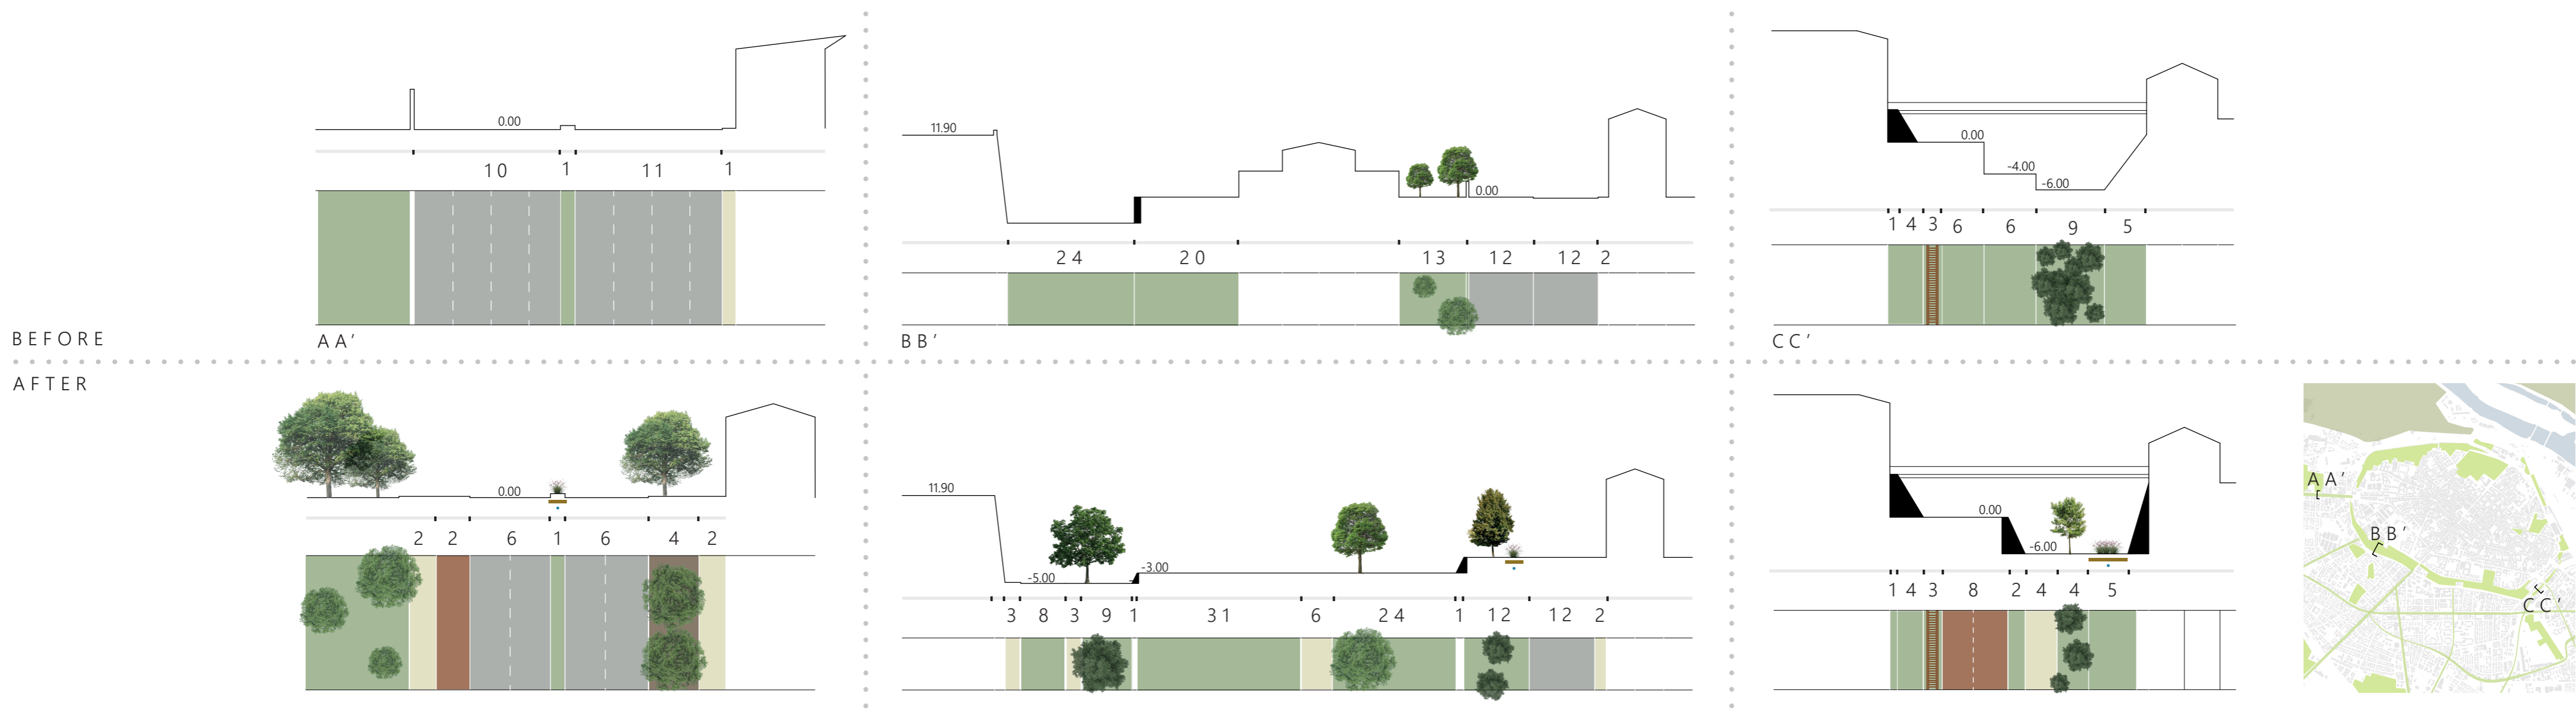 0.00
10 1 11 1
BEFORE
AA'
11.90
0.00
24 20 13 12 12 2
BB'
0.00
-4.00
-6.00
1 4 3 6 6 9 5
CC'
AFTER
0.00
2 2 6 1 6 4 2
11.90
-5.00
-3.00
3 8 3 9 1 31 6 24 1 12 12 2
0.00
-6.00
1 4 3 8 2 4 4 5
AA'
BB'
CC'